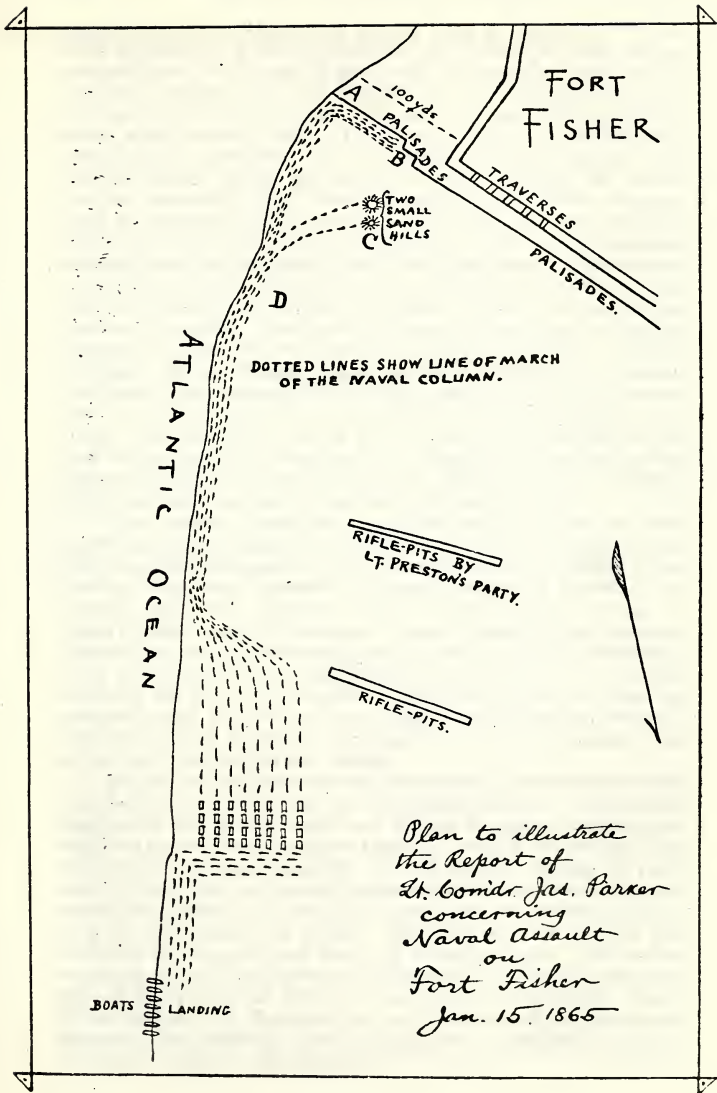 FORT
FISHER
100 yds
A
PALISADES
B
TRAVERSES
TWO
SMALL
SAND
HILLS
C
PALISADES.
D
ATLANTIC OCEAN
DOTTED LINES SHOW LINE OF MARCH
OF THE NAVAL COLUMN.
RIFLE-PITS BY
LT. PRESTON'S PARTY.
RIFLE-PITS.
Plan to illustrate
the Report of
Lt. Comdr. Jas. Parker
concerning
Naval Assault
on
Fort Fisher
Jan. 15. 1865
BOATS LANDING